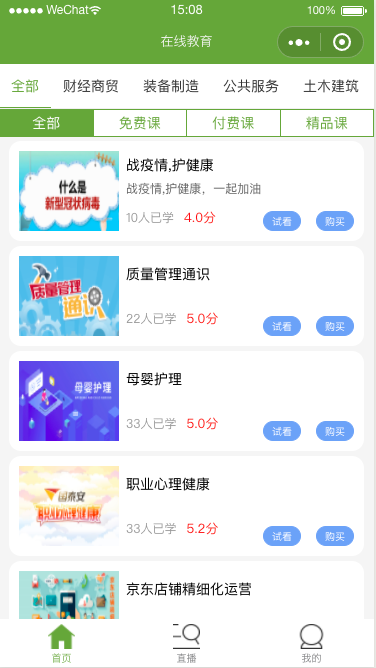 WeChat 15:08 100%
在线教育
全部 财经商贸 装备制造 公共服务 土木建筑
全部 免费课 付费课 精品课
什么是
新型冠状病毒
战疫情,护健康
战疫情,护健康，一起加油
10人已学 4.0分 试看 购买
质量管理
通识
质量管理通识
22人已学 5.0分 试看 购买
母婴护理
母婴护理
33人已学 5.0分 试看 购买
国泰安
职业心理健康
33人已学 5.2分 试看 购买
京东店铺精细化运营
首页 直播 我的